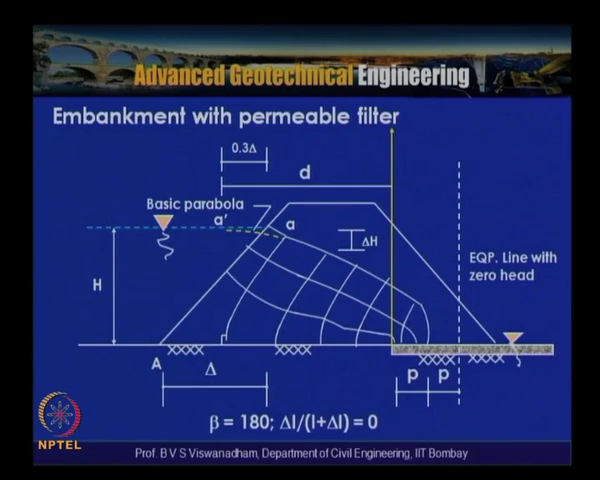 Advanced Geotechnical Engineering
Embankment with permeable filter
0.3Δ
d
Basic parabola
a'
a
ΔH
H
EQP. Line with
zero head
A
Δ
p p
β = 180; Δl/(l+Δl) = 0
NPTEL
Prof. B V S Viswanadham, Department of Civil Engineering, IIT Bombay